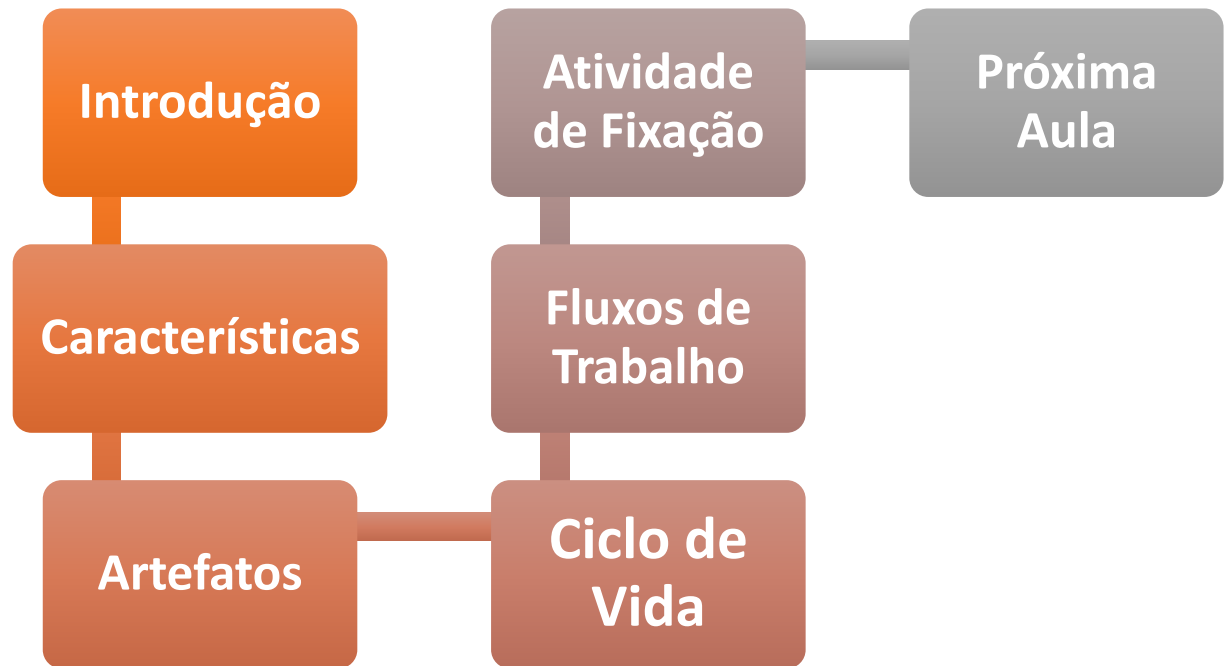 Introdução
Características
Artefatos
Ciclo de
Vida
Fluxos de
Trabalho
Atividade
de Fixação
Próxima
Aula